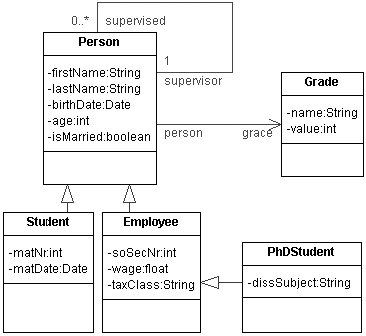 0..* supervised
Person
-firstName:String
-lastName:String
-birthDate:Date
-age:int
-isMarried:boolean
1
supervisor
person
grace
Grade
-name:String
-value:int
Student
-matNr:int
-matDate:Date
Employee
-soSecNr:int
-wage:float
-taxClass:String
PhDStudent
-dissSubject:String